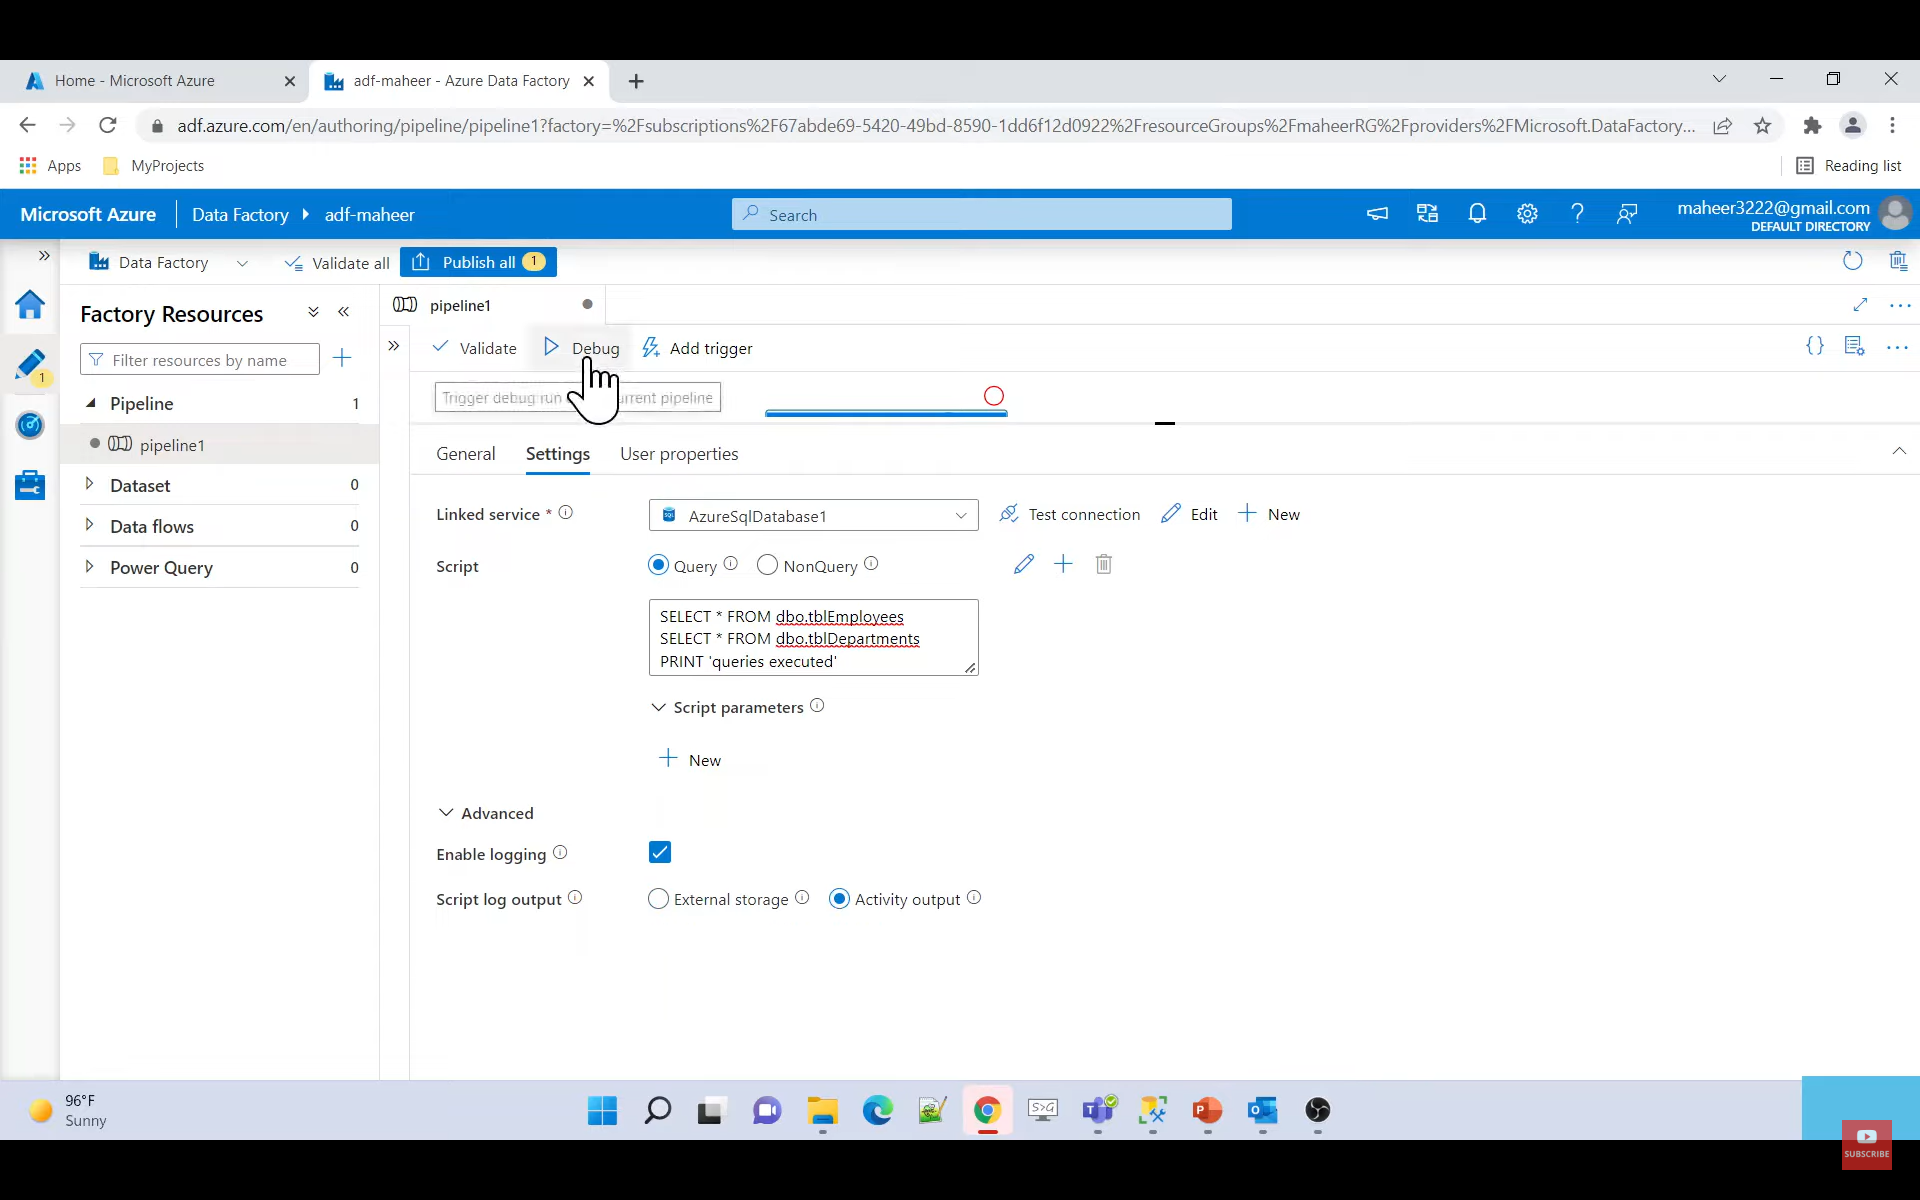 Home - Microsoft Azure
adf-maheer - Azure Data Factory
adf.azure.com/en/authoring/pipeline/pipeline1?factory=%2Fsubscriptions%2F67abde69-5420-49bd-8590-1dd6f12d0922%2FresourceGroups%2FmaheerRG%2Fproviders%2FMicrosoft.DataFactory...
Apps
MyProjects
Reading list
Microsoft Azure
Data Factory
adf-maheer
Search
maheer3222@gmail.com
DEFAULT DIRECTORY
Data Factory
Validate all
Publish all 1
1
Factory Resources
Filter resources by name
Pipeline 1
pipeline1
Dataset 0
Data flows 0
Power Query 0
pipeline1
Validate
Debug
Add trigger
Trigger debug run urrent pipeline
General
Settings
User properties
Linked service *
AzureSqlDatabase1
Test connection
Edit
New
Script
Query
NonQuery
SELECT * FROM dbo.tblEmployees
SELECT * FROM dbo.tblDepartments
PRINT 'queries executed'
Script parameters
New
Advanced
Enable logging
Script log output
External storage
Activity output
96°F
Sunny
SUBSCRIBE